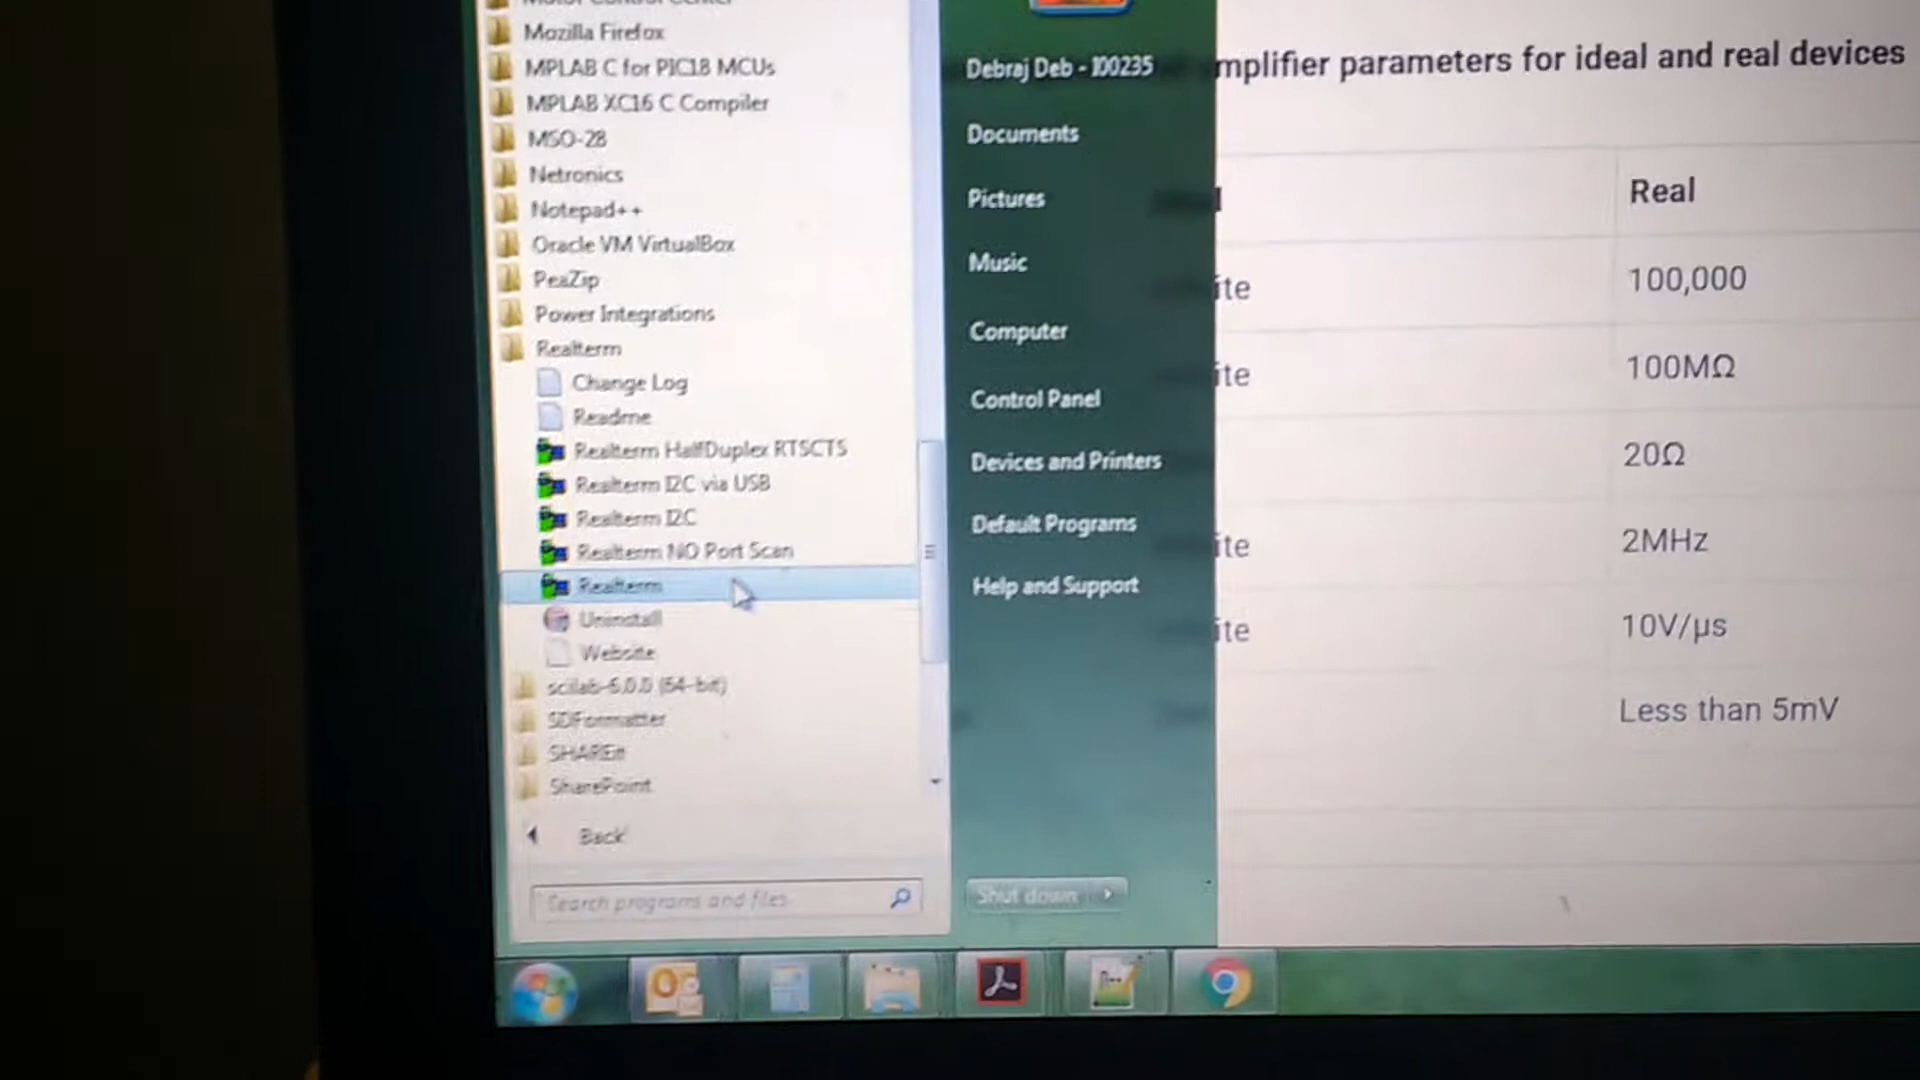 Mozilla Firefox
MPLAB C for PIC18 MCUs
MPLAB XC16 C Compiler
MSO-28
Netronics
Notepad++
Oracle VM VirtualBox
PeaZip
Power Integrations
Realterm
Change Log
Readme
Realterm HalfDuplex RTSCTS
Realterm I2C via USB
Realterm I2C
Realterm NO Port Scan
Realterm
Uninstall
Website
scilab-6.0.0 (64-bit)
SDFormatter
SHAREit
SharePoint
Back
Search programs and files
Debraj Deb - I00235
Documents
Pictures
Music
Computer
Control Panel
Devices and Printers
Default Programs
Help and Support
Shut down
mplifier parameters for ideal and real devices
Real
ite 100,000
ite 100MΩ
20Ω
ite 2MHz
ite 10V/µs
Less than 5mV